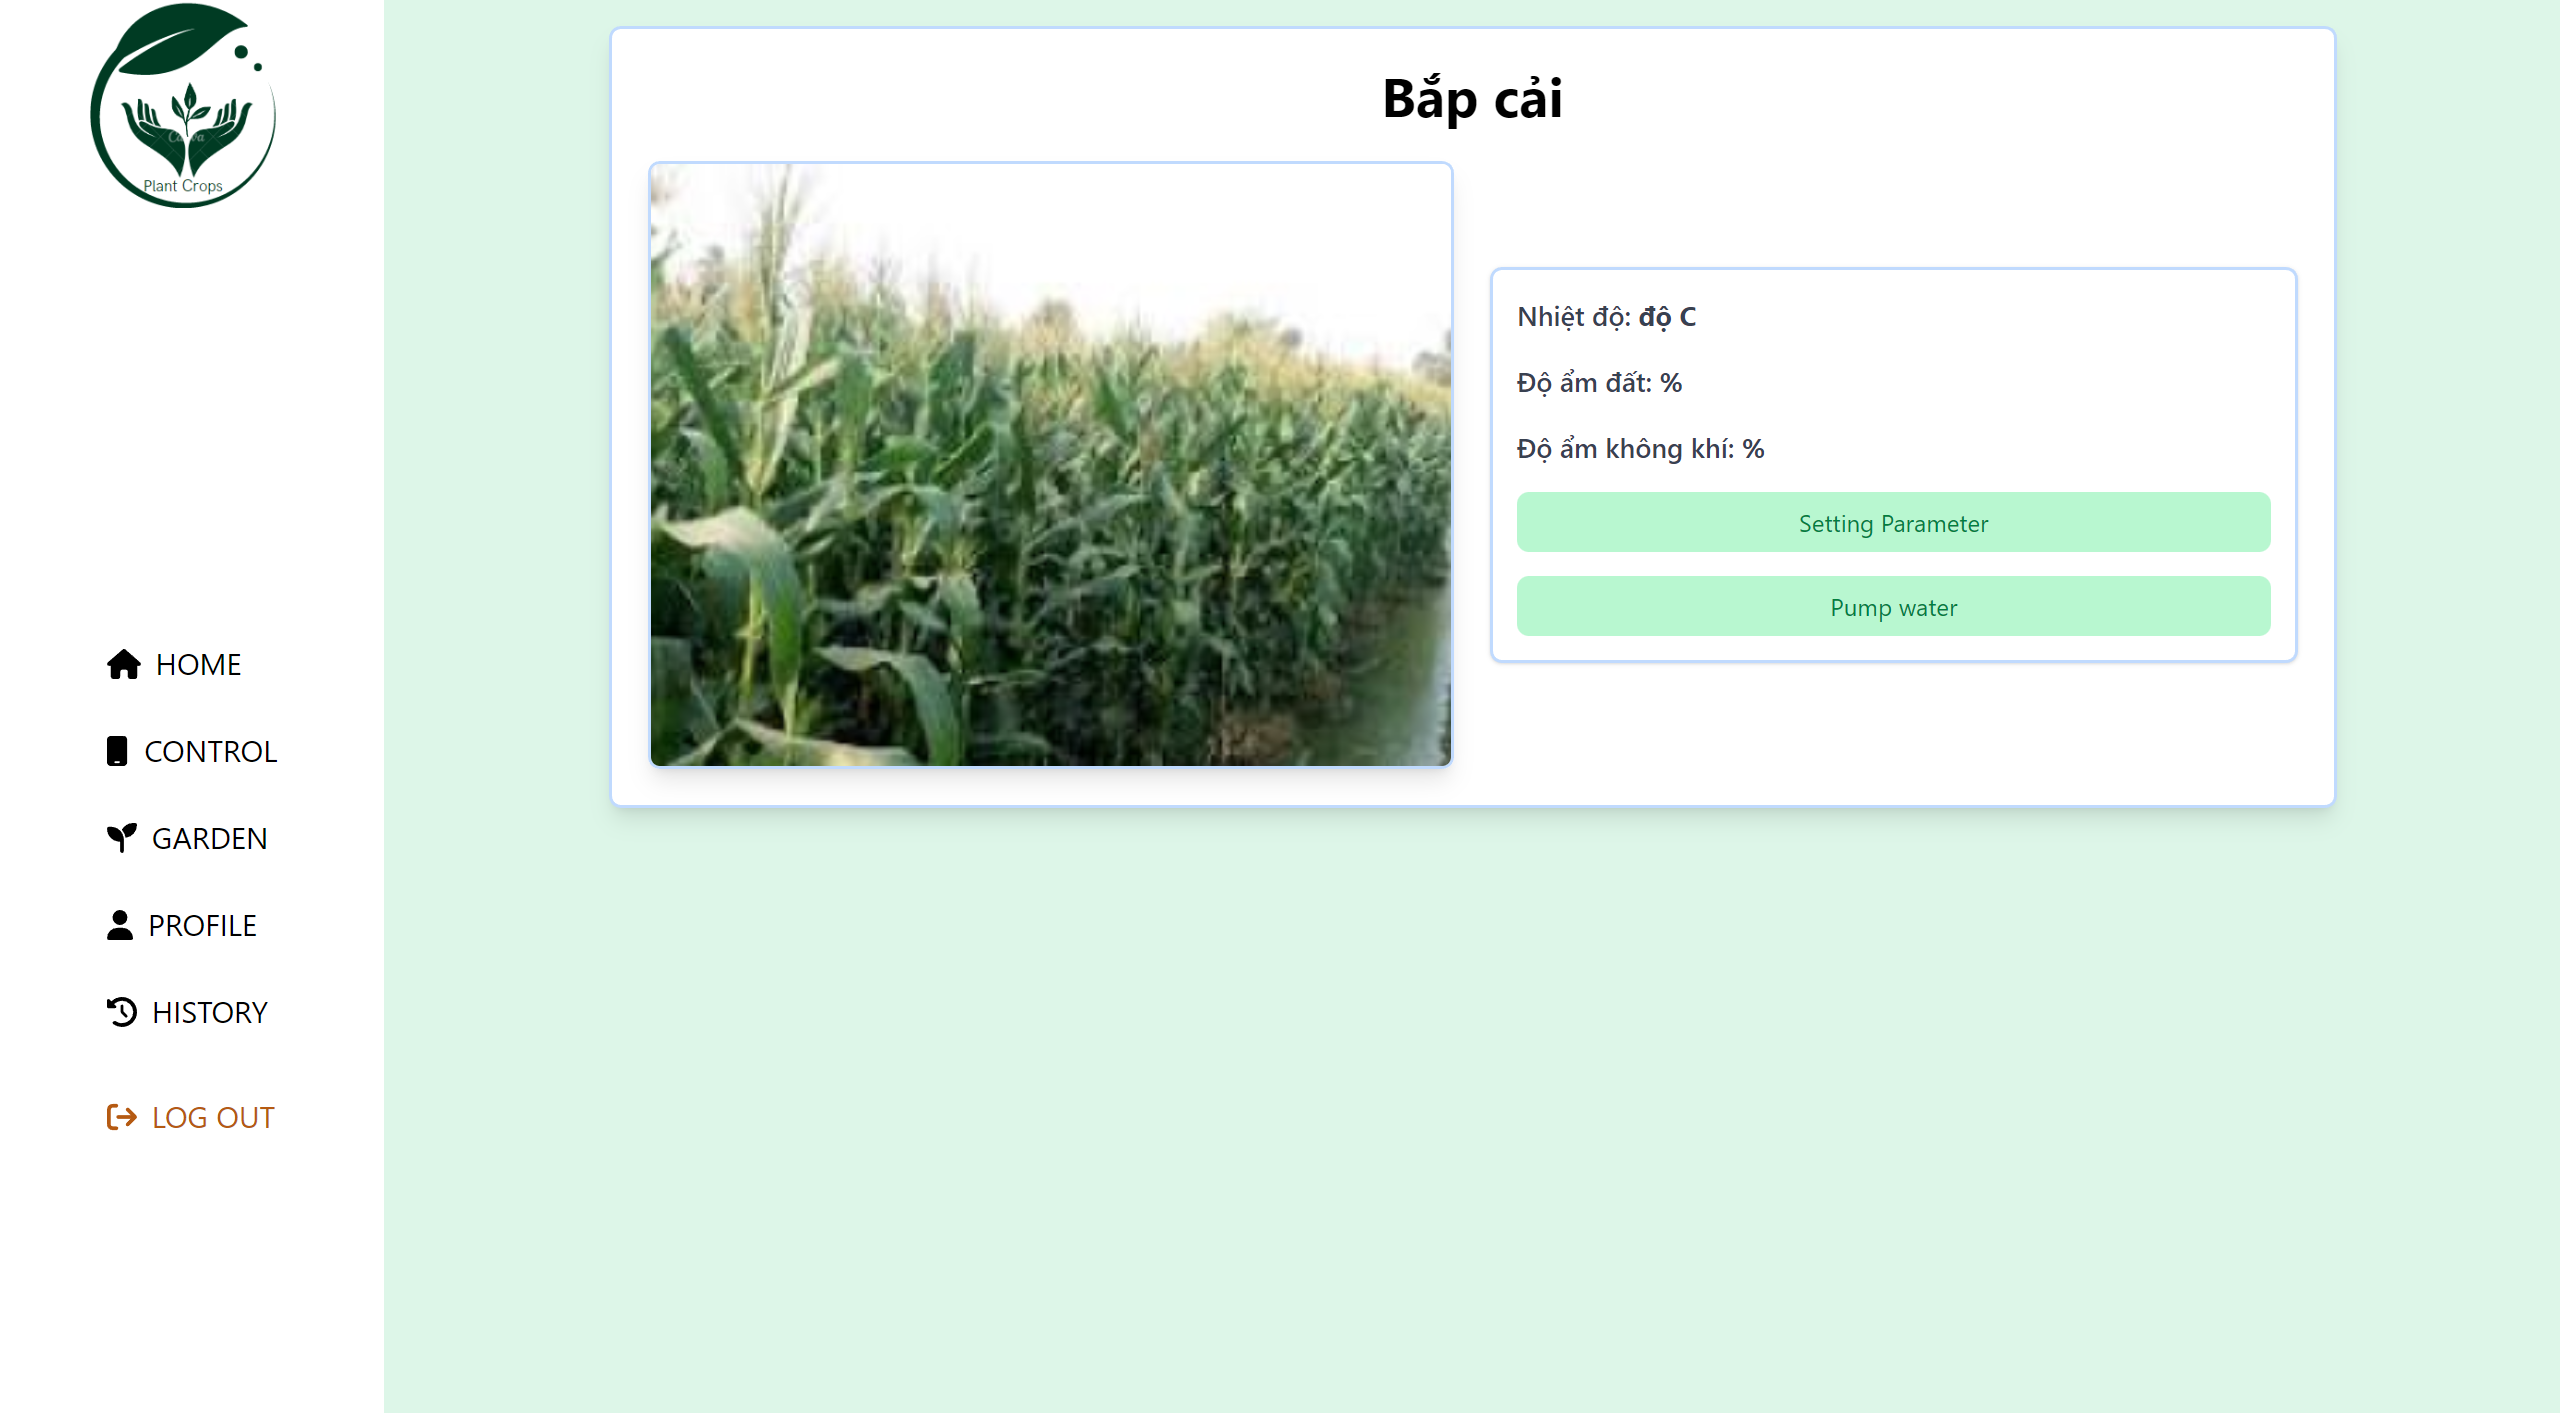 Plant Crops
HOME
CONTROL
GARDEN
PROFILE
HISTORY
LOG OUT
Bắp cải
Nhiệt độ: độ C
Độ ẩm đất: %
Độ ẩm không khí: %
Setting Parameter
Pump water